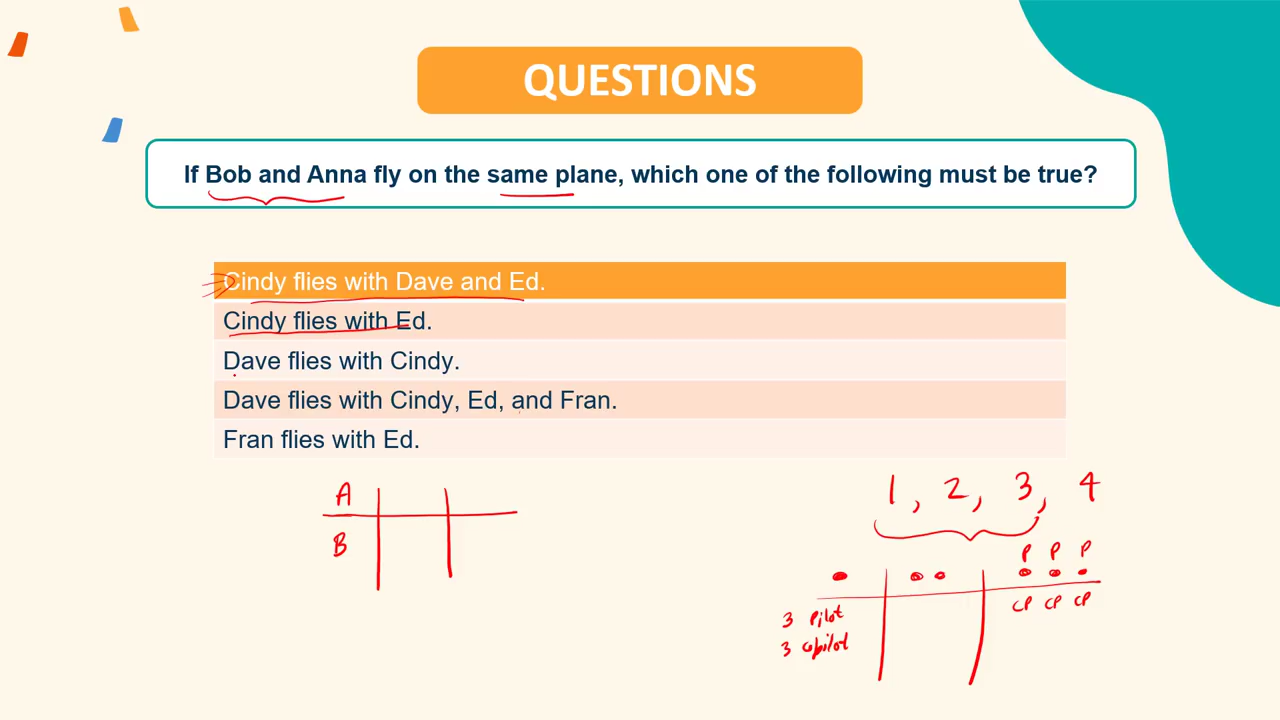 QUESTIONS
If Bob and Anna fly on the same plane, which one of the following must be true?
Cindy flies with Dave and Ed.
Cindy flies with Ed.
Dave flies with Cindy.
Dave flies with Cindy, Ed, and Fran.
Fran flies with Ed.
A
B
1, 2, 3, 4
P P P
CP CP CP
3 Pilot
3 copilot